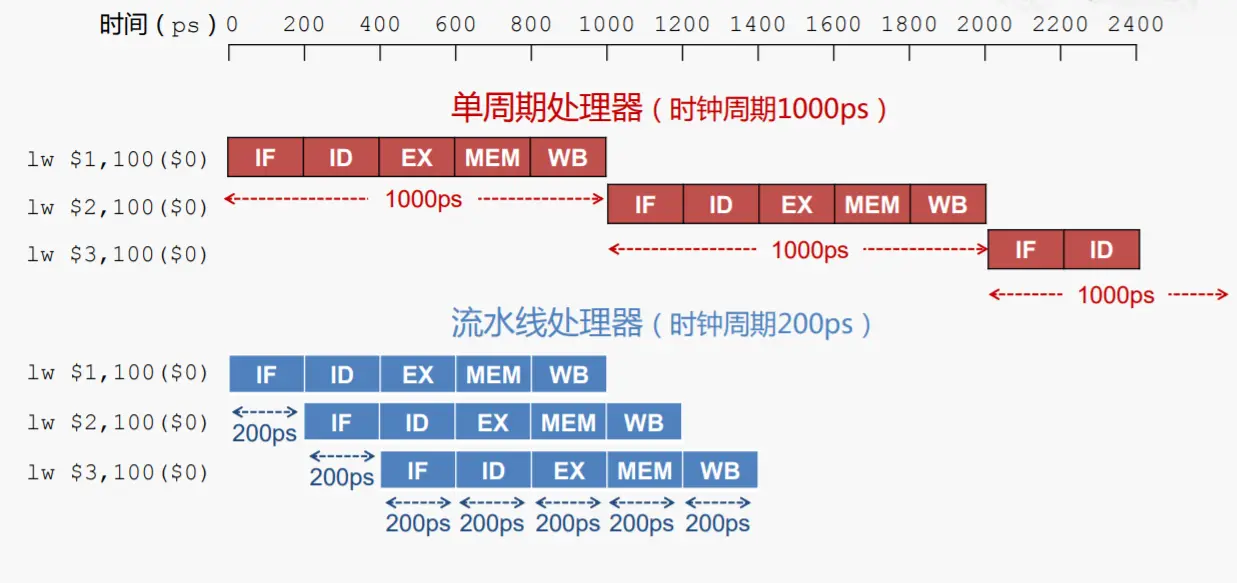 时间（ps）0 200 400 600 800 1000 1200 1400 1600 1800 2000 2200 2400
单周期处理器（时钟周期1000ps）
lw $1,100($0) IF ID EX MEM WB
1000ps
lw $2,100($0) IF ID EX MEM WB
lw $3,100($0) 1000ps IF ID
1000ps
流水线处理器（时钟周期200ps）
lw $1,100($0) IF ID EX MEM WB
200ps
lw $2,100($0) IF ID EX MEM WB
200ps
lw $3,100($0) IF ID EX MEM WB
200ps 200ps 200ps 200ps 200ps